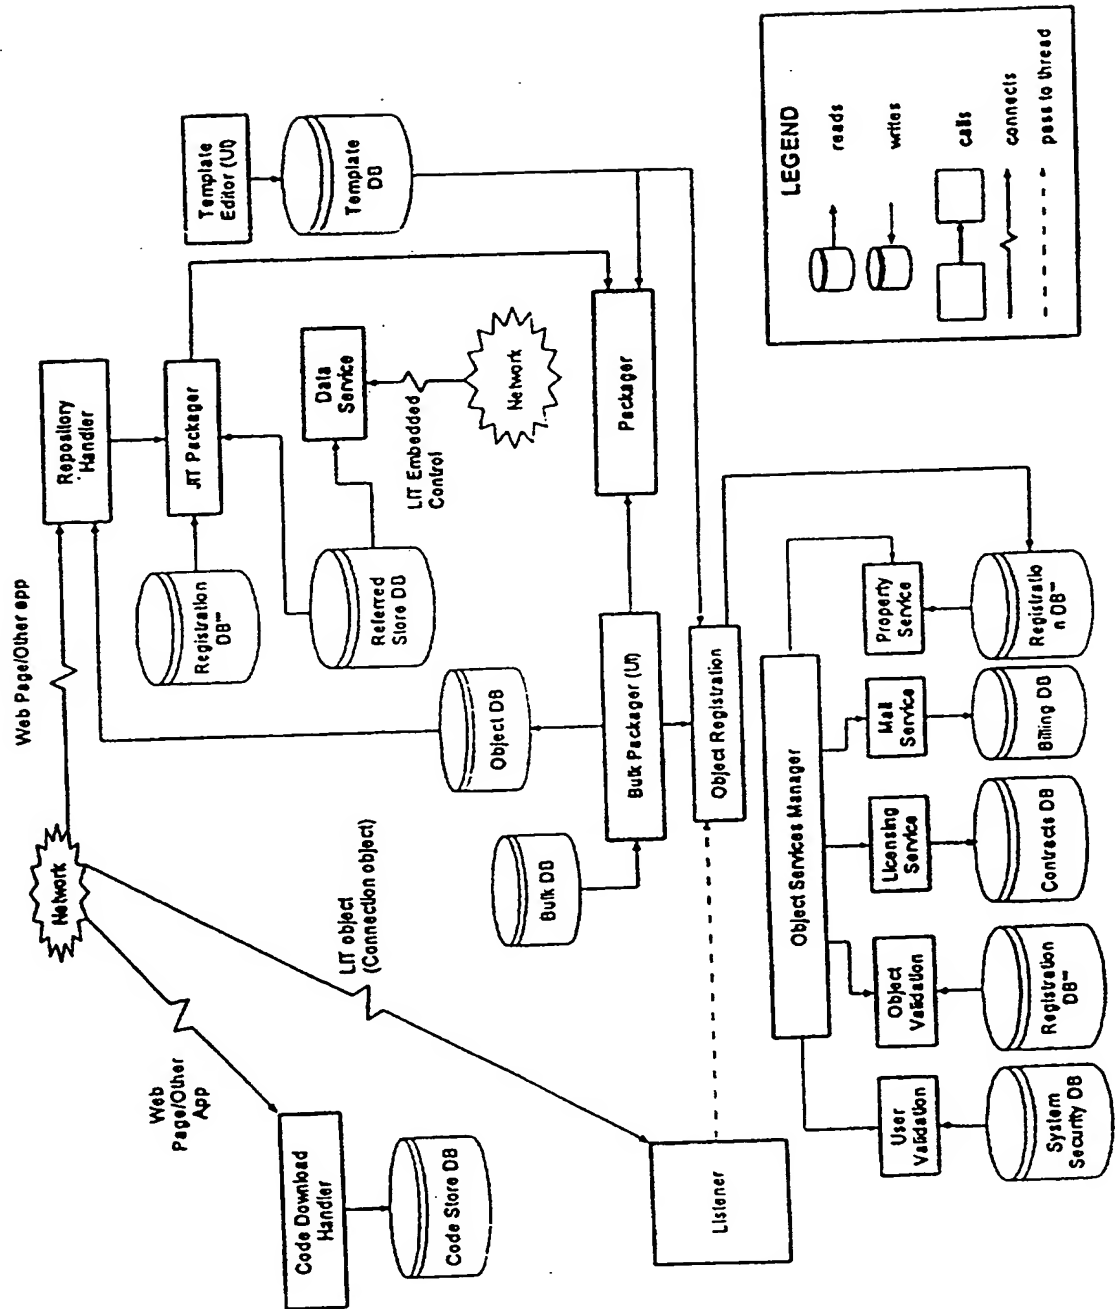 Web Page/Other app
Network
Web
Page/Other
App
LIT object
(Connection object)
Code Download
Handler
Code Store DB
Listener
Repository
Handler
JIT Packager
Registration
DB**
Referred
Store DB
Data
Service
LIT Embedded
Control
Network
Template
Editor (UI)
Template
DB
Object DB
Bulk DB
Bulk Packager (UI)
Packager
Object Registration
Object Services Manager
User
Validation
Object
Validation
Licensing
Service
Mail
Service
Property
Service
System
Security DB
Registration
DB**
Contracts DB
Billing DB
Registratio
n DB**
LEGEND
reads
writes
calls
connects
pass to thread